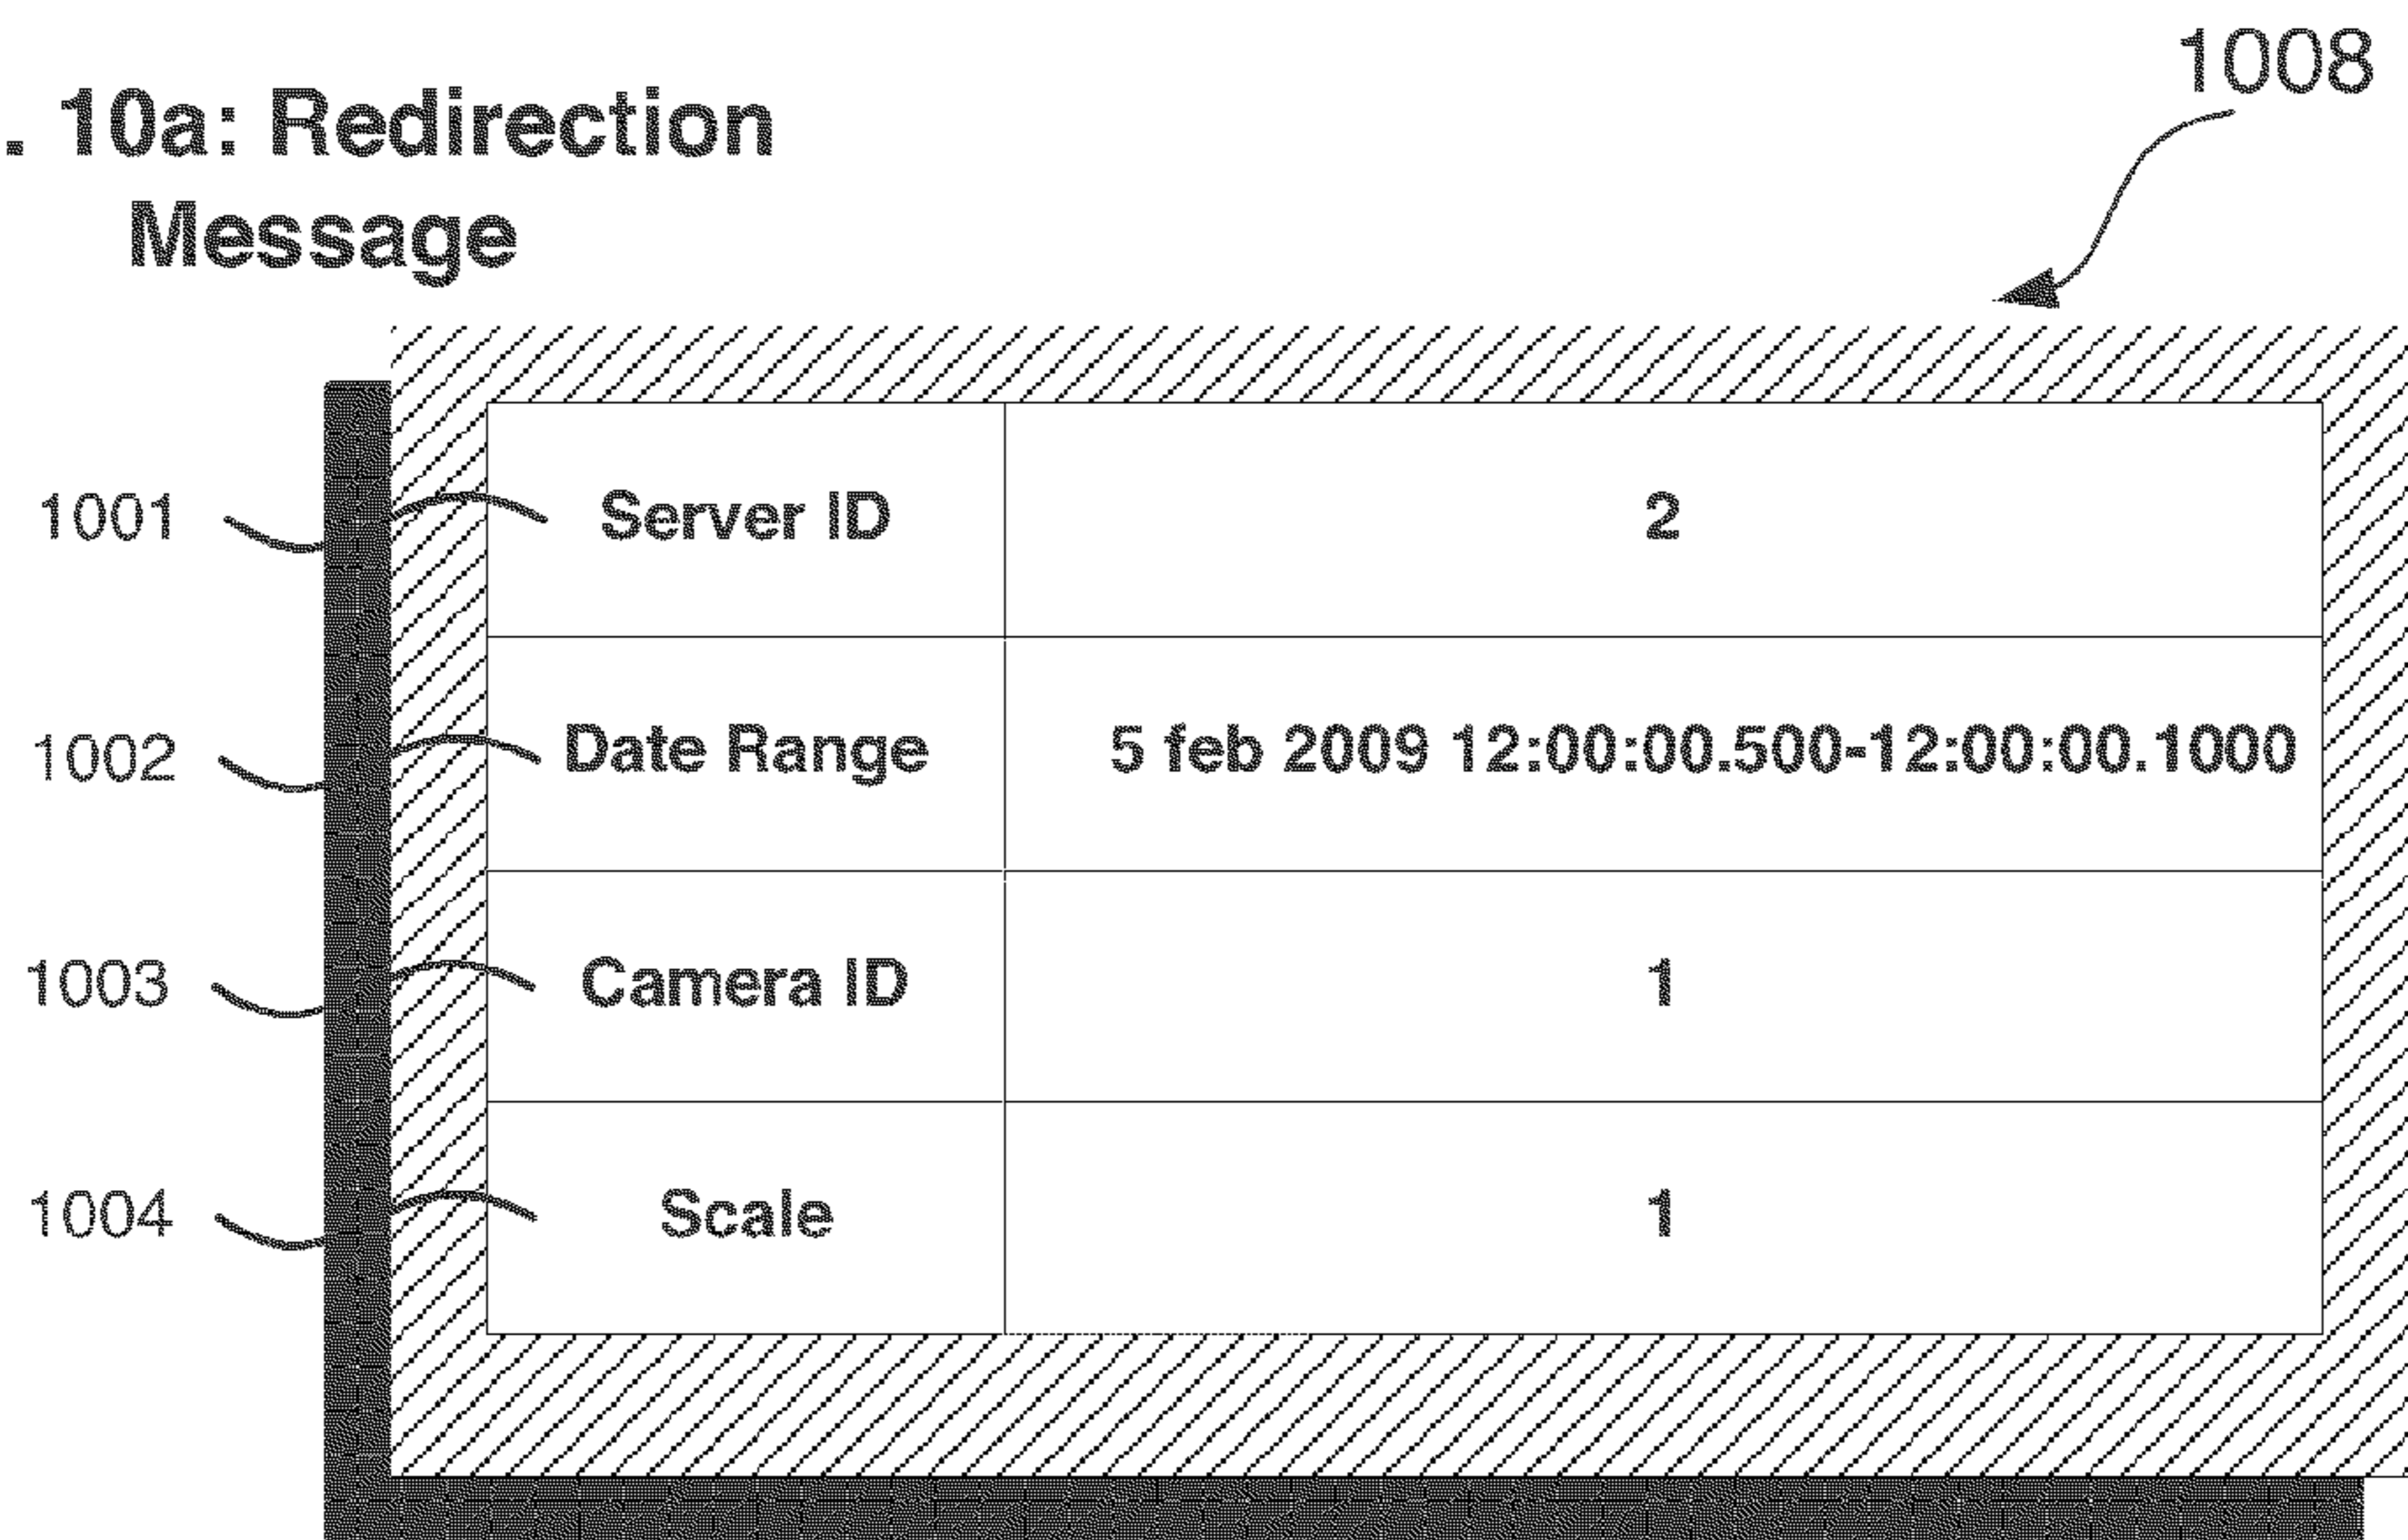 1008
. 10a: Redirection
Message
1001 Server ID 2
1002 Date Range 5 feb 2009 12:00:00.500-12:00:00.1000
1003 Camera ID 1
1004 Scale 1